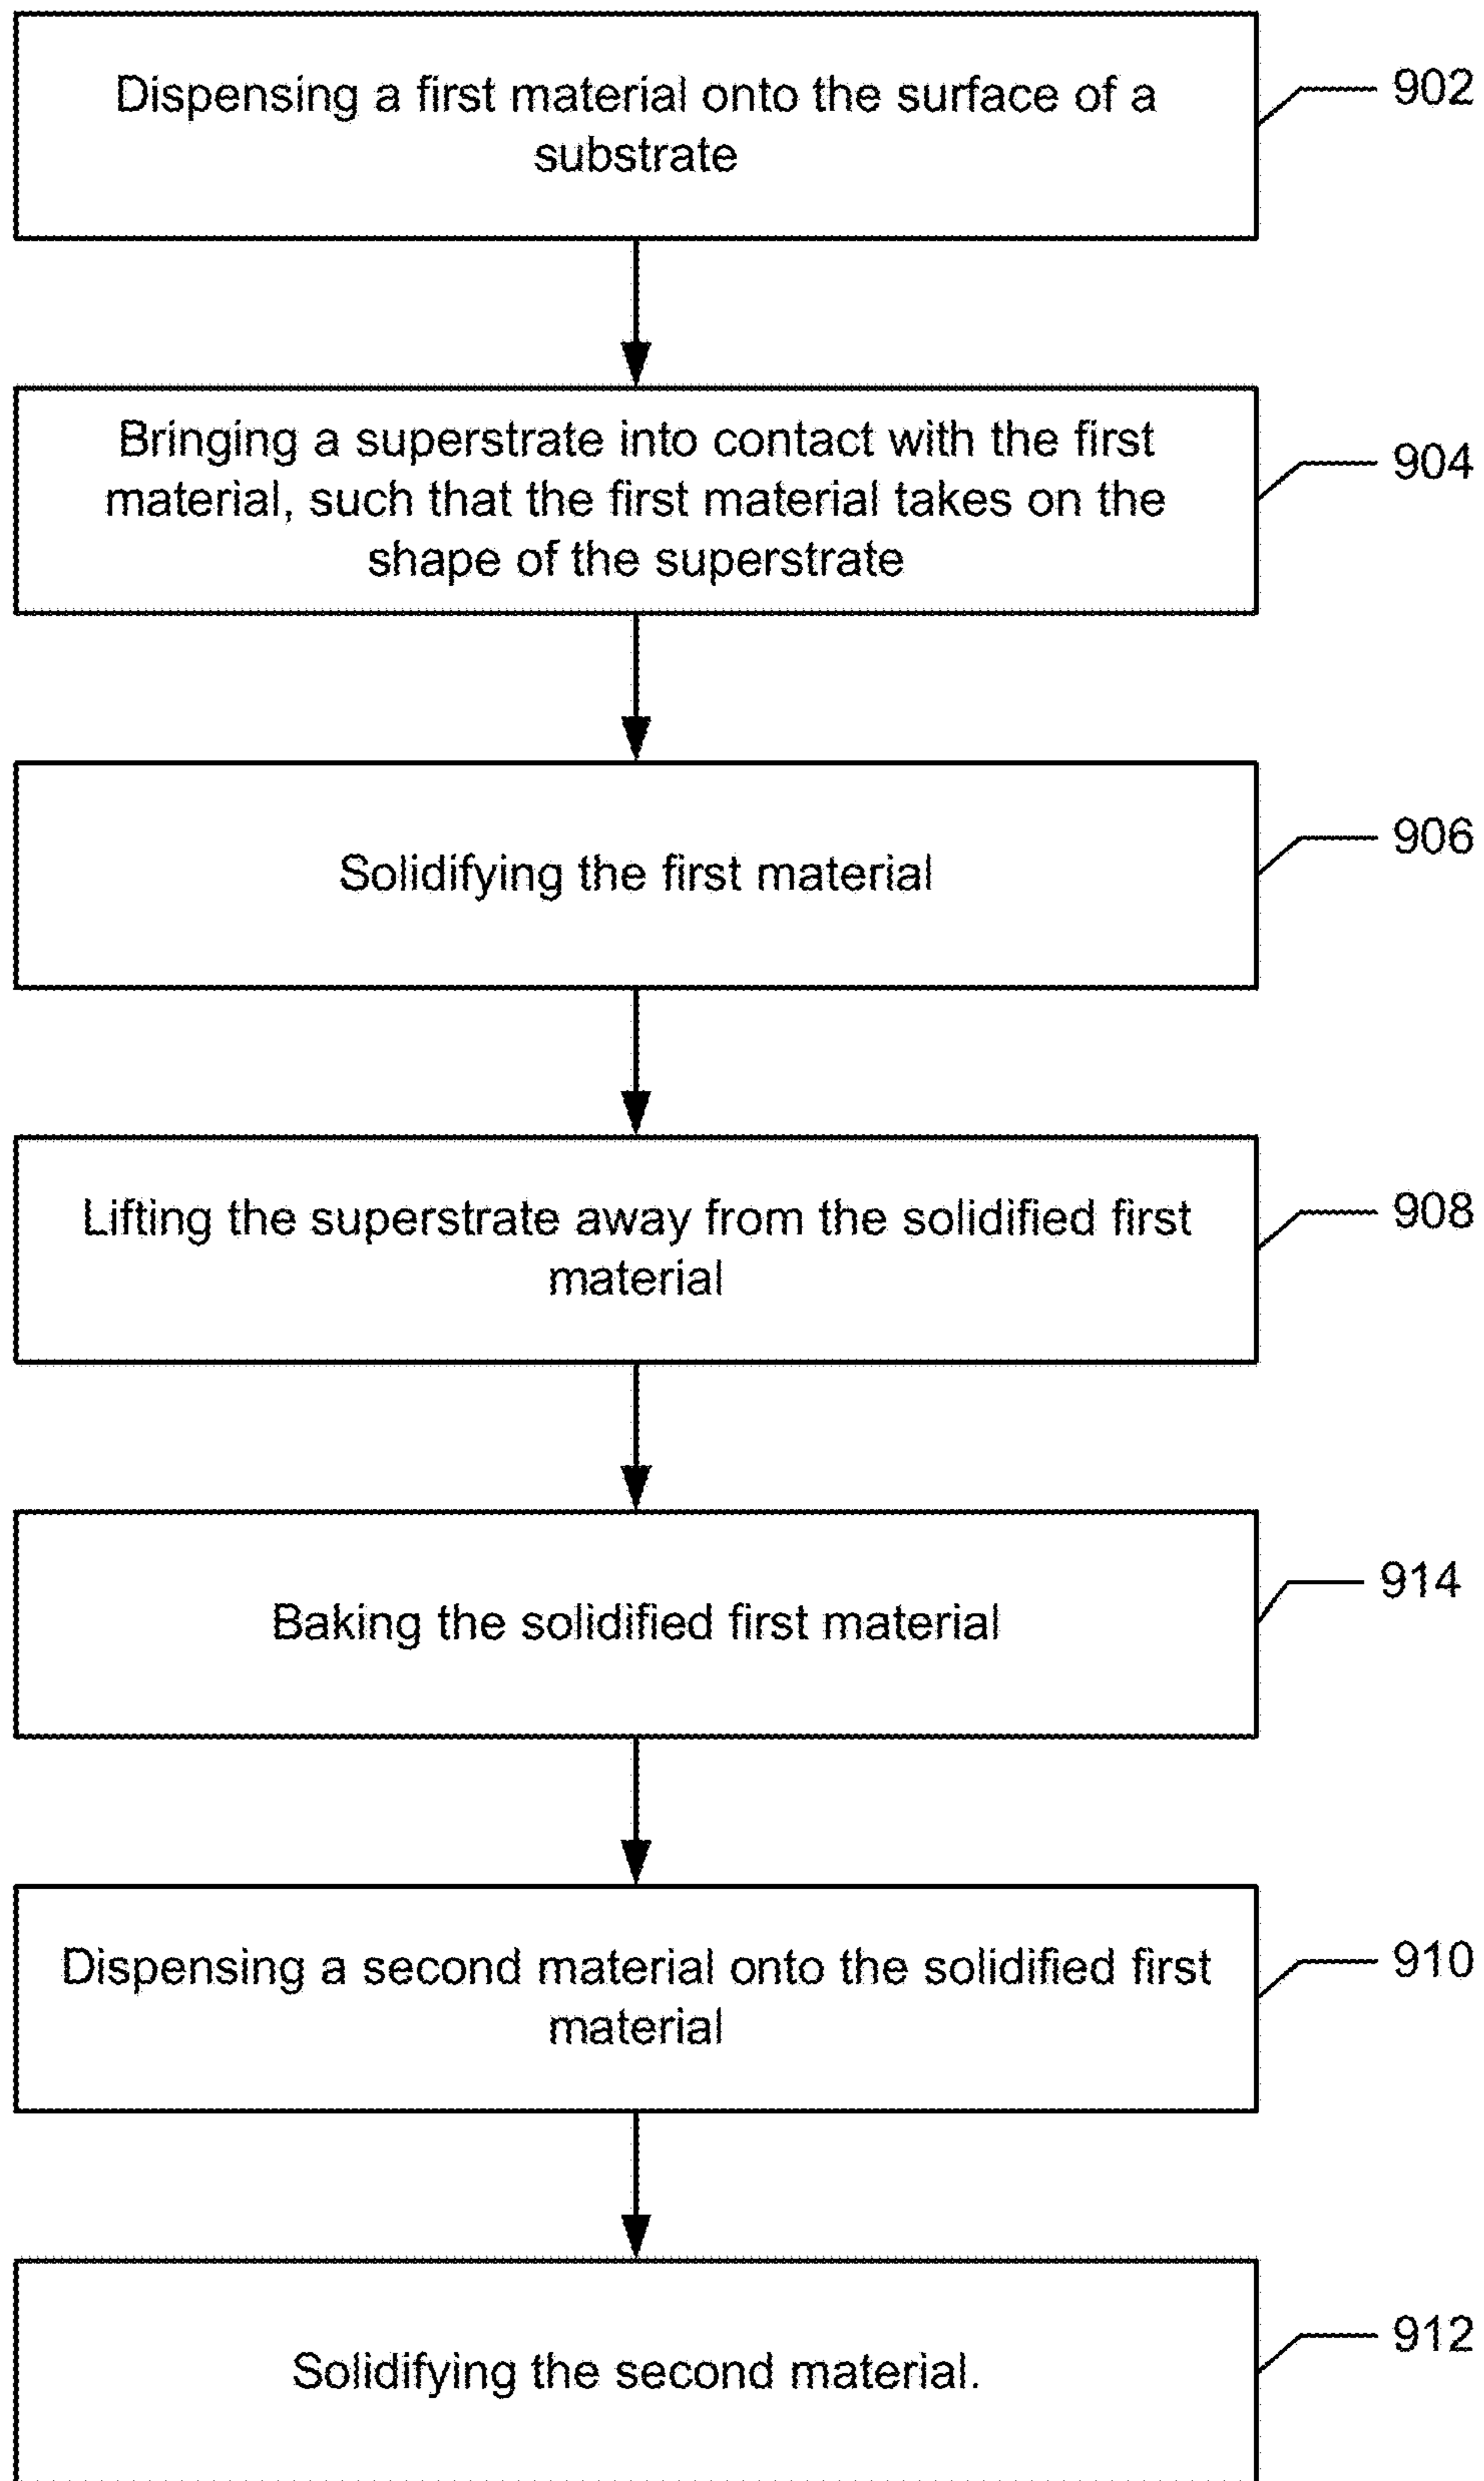 Dispensing a first material onto the surface of a
substrate
902
Bringing a superstrate into contact with the first
material, such that the first material takes on the
shape of the superstrate
904
Solidifying the first material
906
Lifting the superstrate away from the solidified first
material
908
Baking the solidified first material
914
Dispensing a second material onto the solidified first
material
910
Solidifying the second material.
912